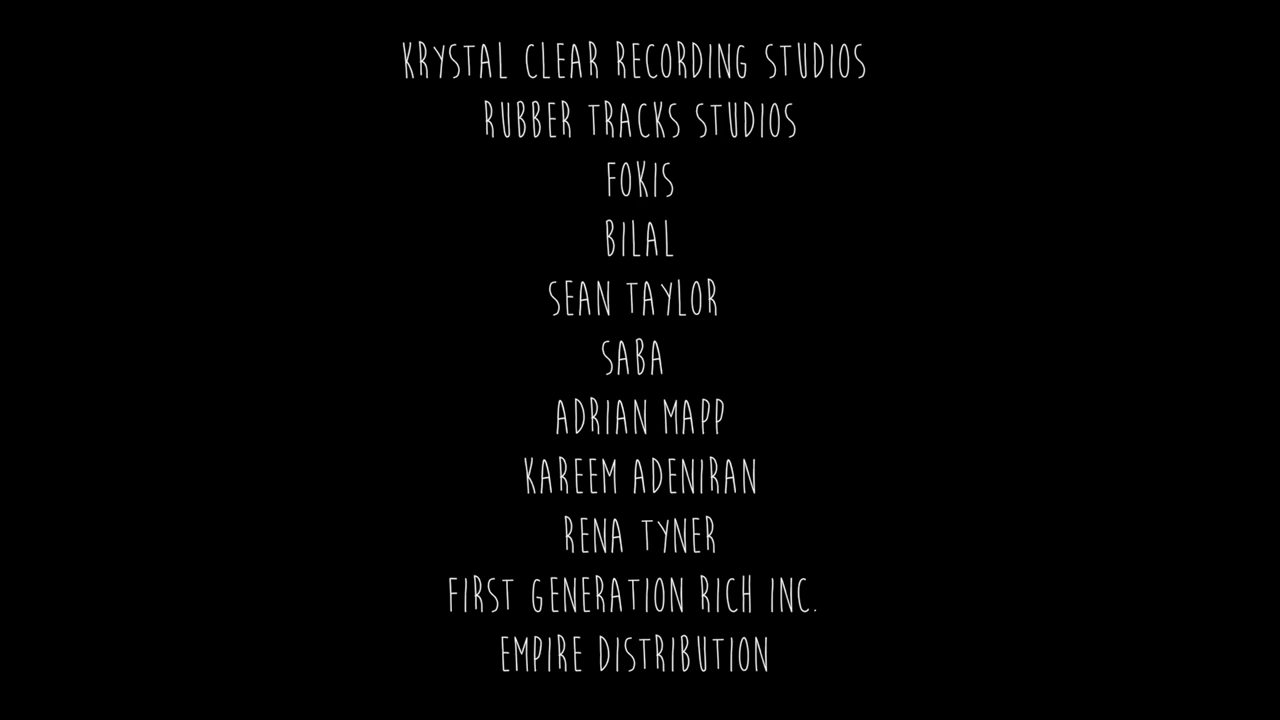 KRYSTAL CLEAR RECORDING STUDIOS
RUBBER TRACKS STUDIOS
FOKIS
BILAL
SEAN TAYLOR
SABA
ADRIAN MAPP
KAREEM ADENIRAN
RENA TYNER
FIRST GENERATION RICH INC.
EMPIRE DISTRIBUTION